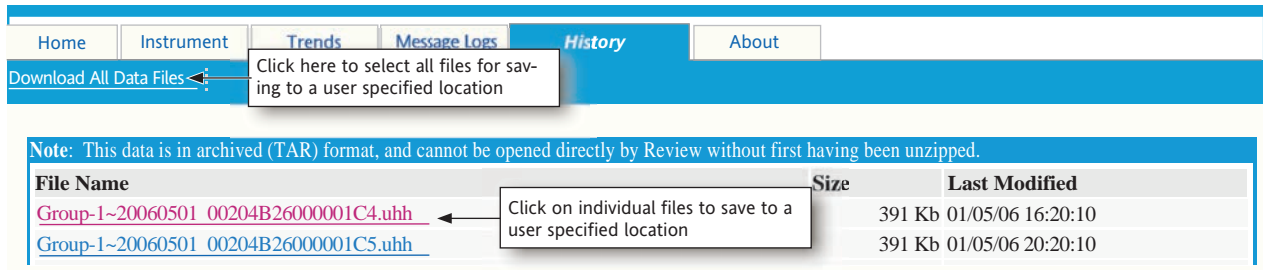 Home Instrument Trends Message Logs History About
Download All Data Files
Click here to select all files for sav-
ing to a user specified location
Note: This data is in archived (TAR) format, and cannot be opened directly by Review without first having been unzipped.
File Name Size Last Modified
Group-1~20060501_00204B26000001C4.uhh 391 Kb 01/05/06 16:20:10
Click on individual files to save to a
user specified location
Group-1~20060501_00204B26000001C5.uhh 391 Kb 01/05/06 20:20:10